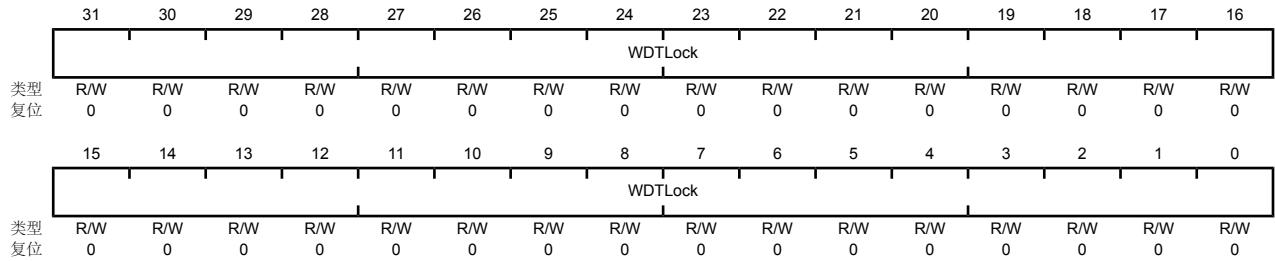 31 30 29 28 27 26 25 24 23 22 21 20 19 18 17 16
WDTLock
类型 R/W R/W R/W R/W R/W R/W R/W R/W R/W R/W R/W R/W R/W R/W R/W R/W
复位 0 0 0 0 0 0 0 0 0 0 0 0 0 0 0 0
15 14 13 12 11 10 9 8 7 6 5 4 3 2 1 0
WDTLock
类型 R/W R/W R/W R/W R/W R/W R/W R/W R/W R/W R/W R/W R/W R/W R/W R/W
复位 0 0 0 0 0 0 0 0 0 0 0 0 0 0 0 0